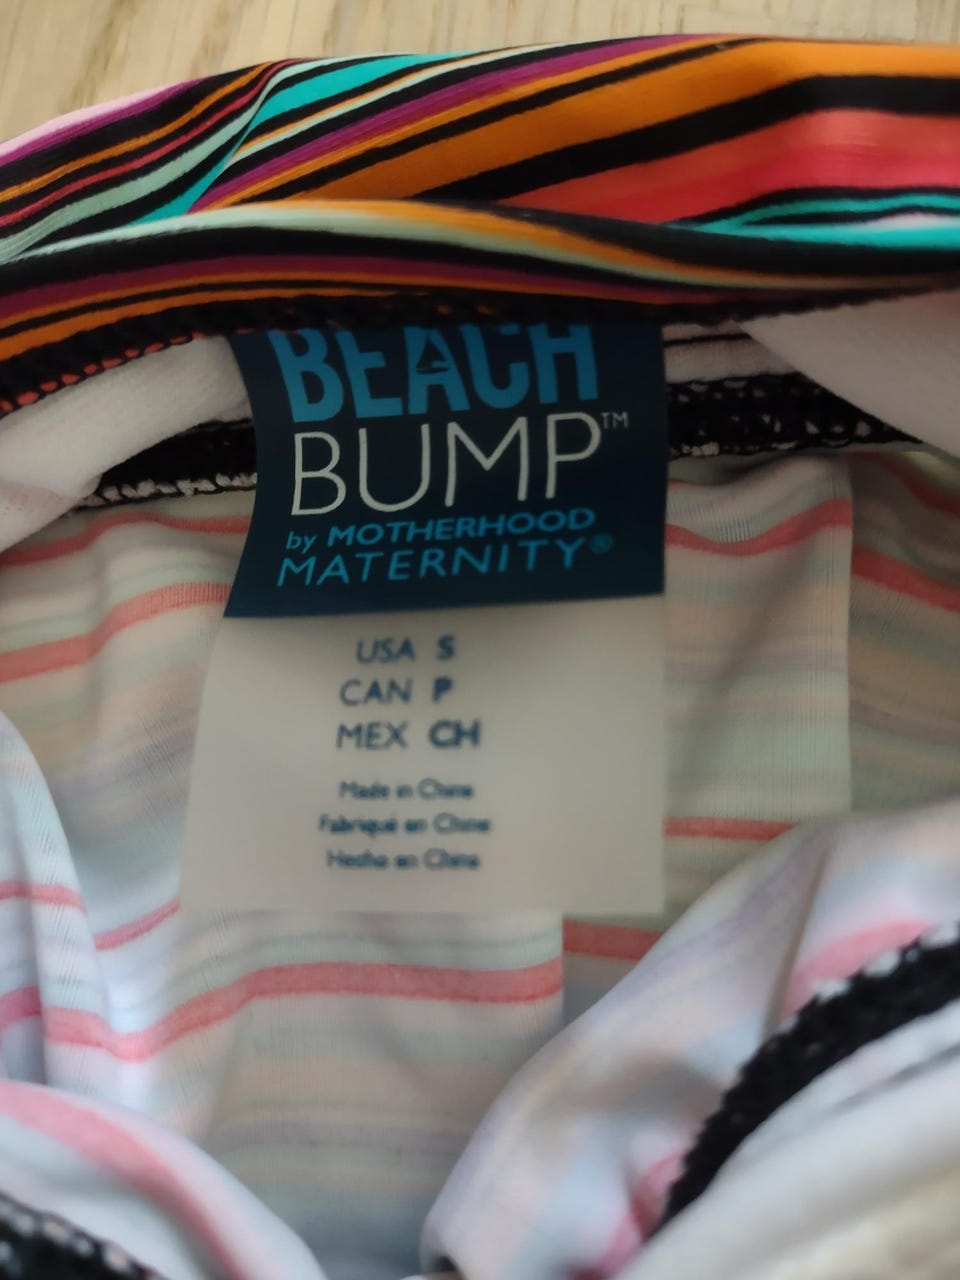 BEACH
BUMP™
by MOTHERHOOD
MATERNITY®
USA S
CAN P
MEX CH
Made in China
Fabriqué en Chine
Hecho en China